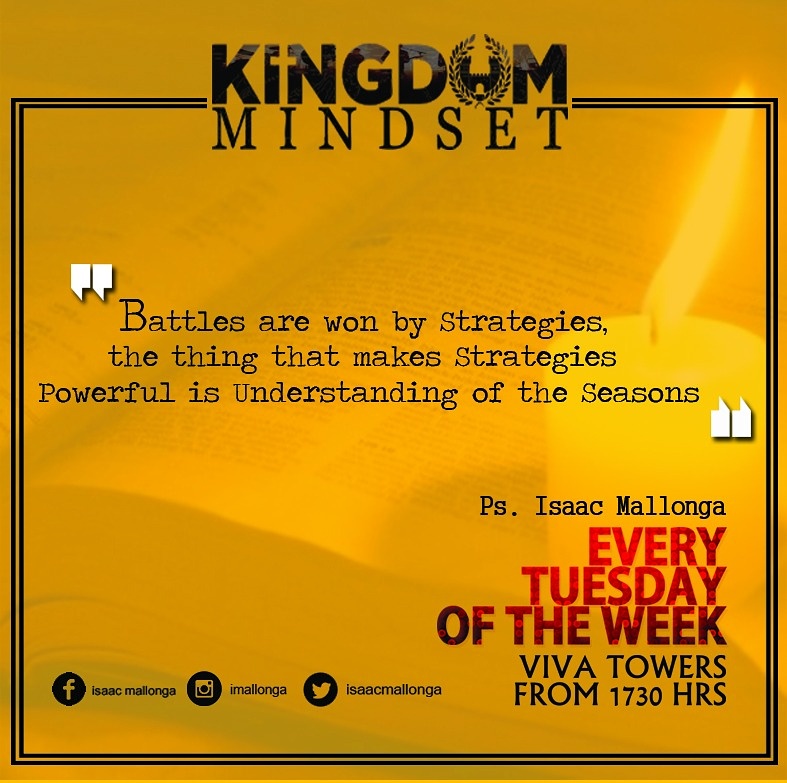 KiNGDOM
MINDSET
"Battles are won by Strategies,
the thing that makes Strategies
Powerful is Understanding of the Seasons"
Ps. Isaac Mallonga
EVERY
TUESDAY
OF THE WEEK
VIVA TOWERS
FROM 1730 HRS
isaac mallonga imallonga isaacmallonga